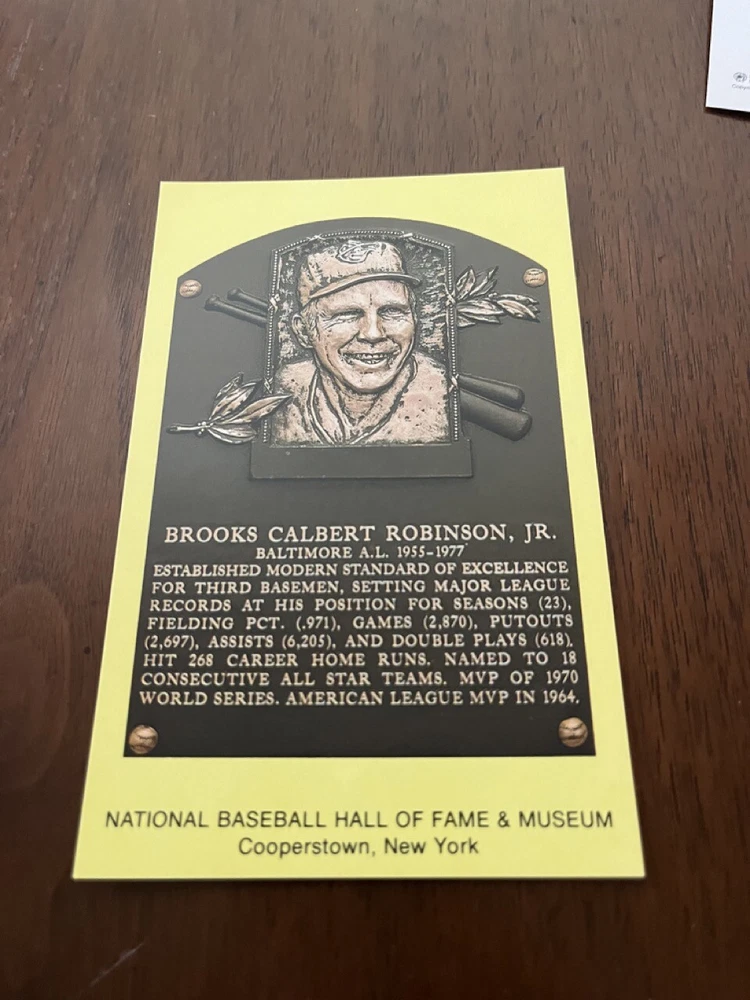 BROOKS CALBERT ROBINSON, JR.
BALTIMORE A.L. 1955-1977
ESTABLISHED MODERN STANDARD OF EXCELLENCE
FOR THIRD BASEMEN, SETTING MAJOR LEAGUE
RECORDS AT HIS POSITION FOR SEASONS (23),
FIELDING PCT. (.971), GAMES (2,870), PUTOUTS
(2,697), ASSISTS (6,205), AND DOUBLE PLAYS (618).
HIT 268 CAREER HOME RUNS. NAMED TO 18
CONSECUTIVE ALL STAR TEAMS. MVP OF 1970
WORLD SERIES. AMERICAN LEAGUE MVP IN 1964.
NATIONAL BASEBALL HALL OF FAME & MUSEUM
Cooperstown, New York